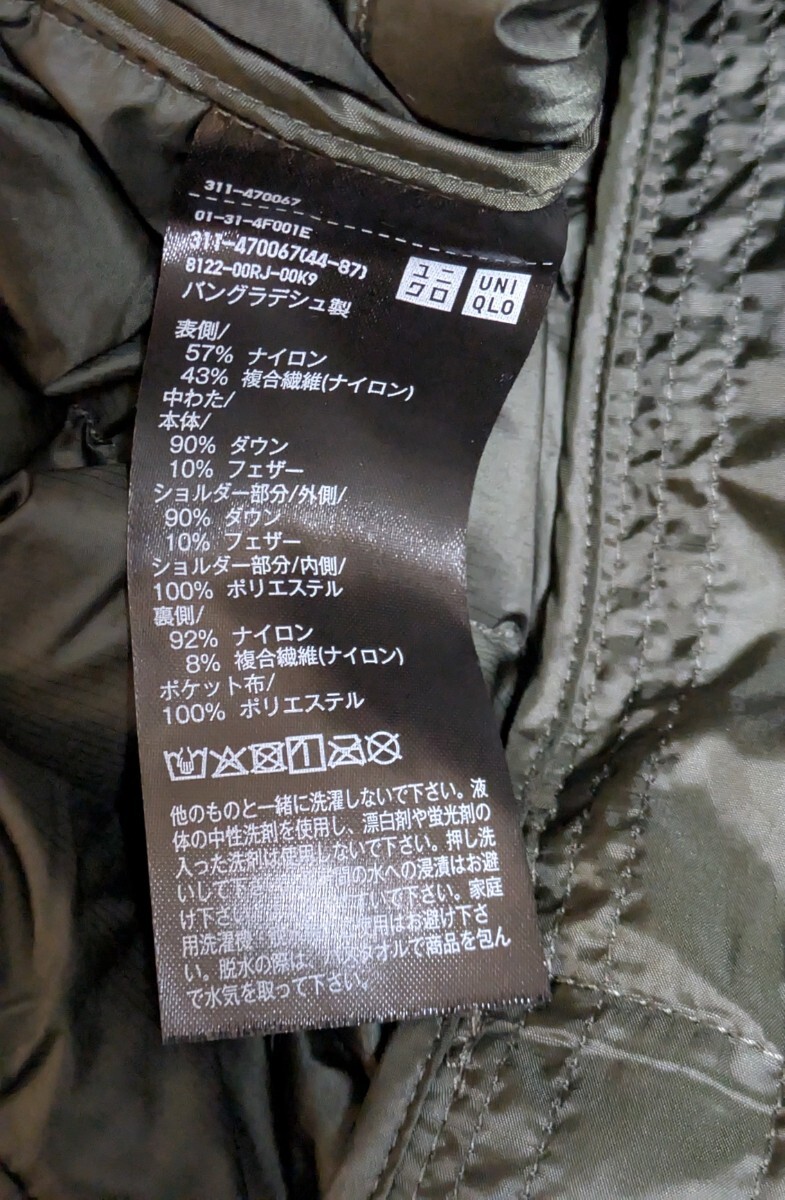 311-470067
01-31-4F001E
311-470067(44-87)
8122-00RJ-00K9
バングラデシュ製
ユニ
クロ
UNI
QLO
表側/
57% ナイロン
43% 複合繊維(ナイロン)
中わた/
本体/
90% ダウン
10% フェザー
ショルダー部分/外側/
90% ダウン
10% フェザー
ショルダー部分/内側/
100% ポリエステル
裏側/
92% ナイロン
8% 複合繊維(ナイロン)
ポケット布/
100% ポリエステル
他のものと一緒に洗濯しないで下さい。液
体の中性洗剤を使用し、漂白剤や蛍光剤の
入った洗剤は使用しないで下さい。押し洗
いして下さ 間の水への浸漬はお避
け下さい いて下さい。家庭
用洗濯機 使用はお避け下さ
い。脱水の際は、 スタオルで商品を包ん
で水気を取って下さい。